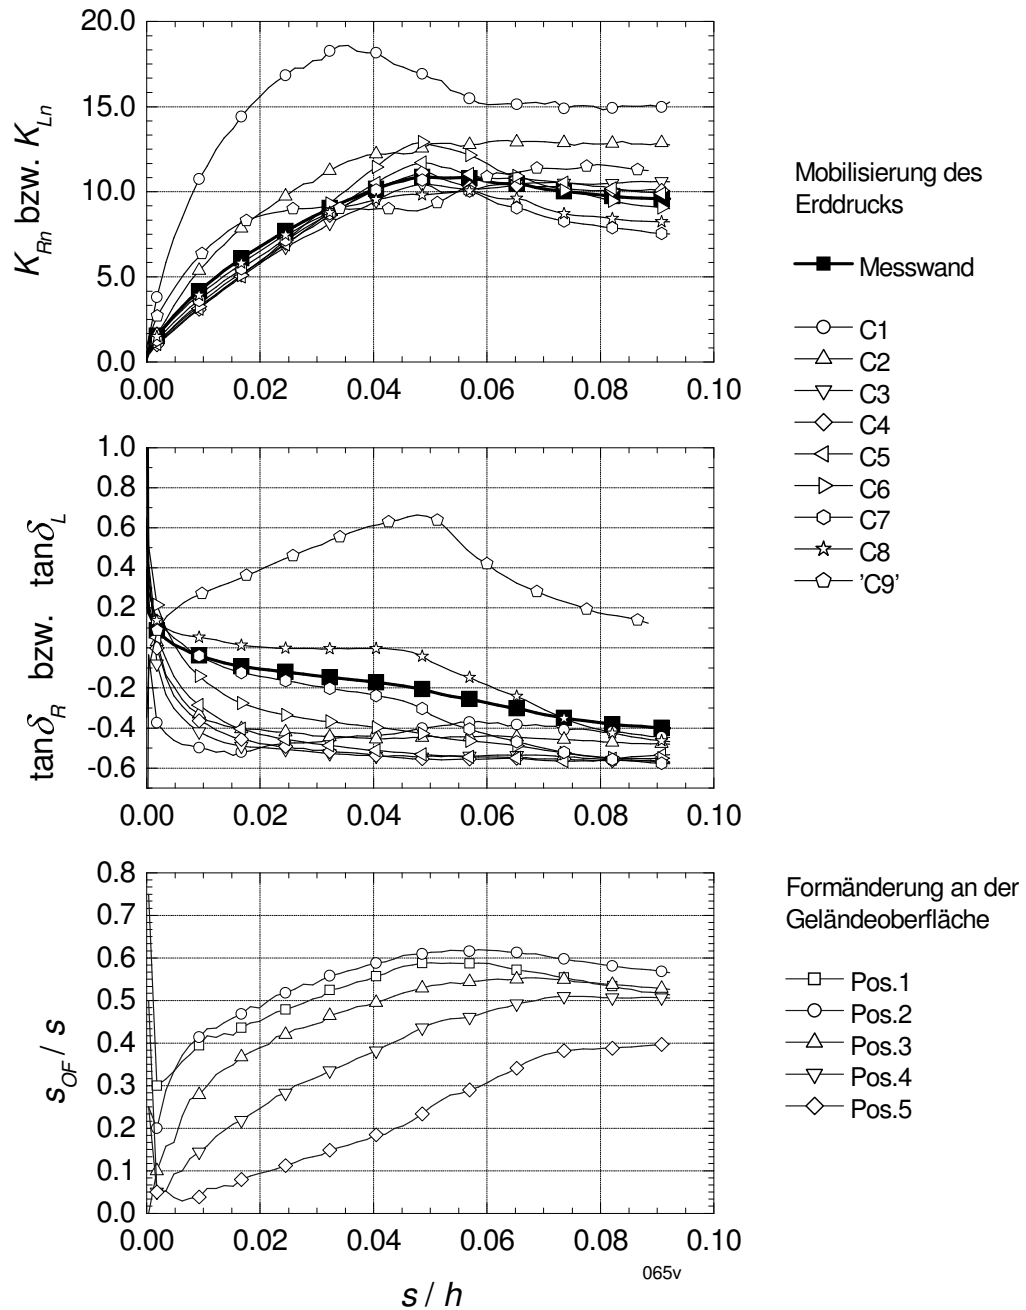 20.0
15.0
10.0
5.0
0.0
K_Rn bzw. K_Ln
0.00 0.02 0.04 0.06 0.08 0.10
Mobilisierung des
Erddrucks
Messwand
C1
C2
C3
C4
C5
C6
C7
C8
'C9'
1.0
0.8
0.6
0.4
0.2
0.0
-0.2
-0.4
-0.6
tanδ_R bzw. tanδ_L
0.00 0.02 0.04 0.06 0.08 0.10
0.8
0.7
0.6
0.5
0.4
0.3
0.2
0.1
0.0
s_OF / s
0.00 0.02 0.04 0.06 0.08 0.10
s / h
065v
Formänderung an der
Geländeoberfläche
Pos.1
Pos.2
Pos.3
Pos.4
Pos.5